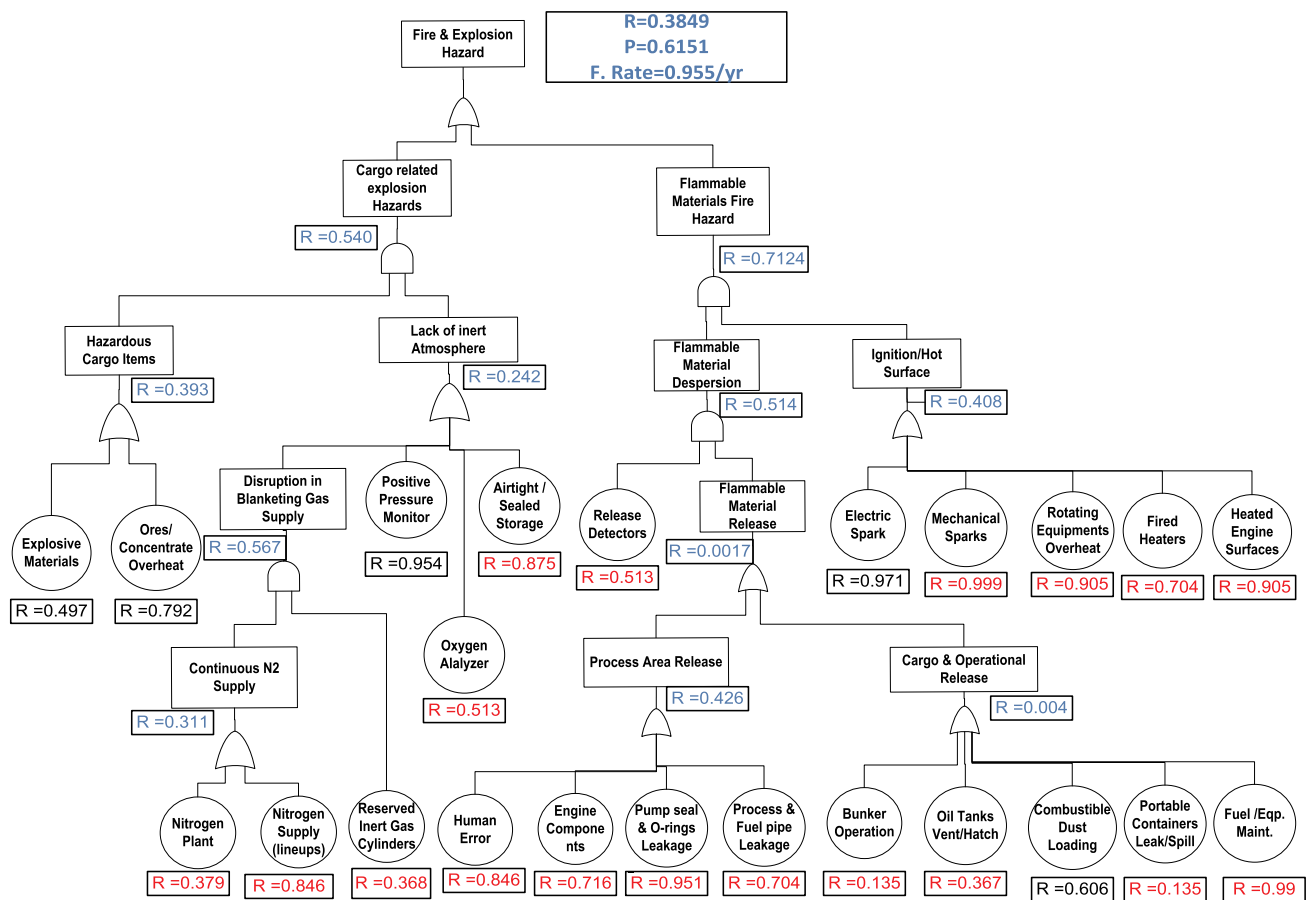 Fire & Explosion
Hazard
R=0.3849
P=0.6151
F. Rate=0.955/yr
Cargo related
explosion
Hazards
R =0.540
Flammable
Materials Fire
Hazard
R =0.7124
Hazardous
Cargo Items
R =0.393
Lack of inert
Atmosphere
R =0.242
Flammable
Material
Despersion
R =0.514
Ignition/Hot
Surface
R =0.408
Explosive
Materials
R =0.497
Ores/
Concentrate
Overheat
R =0.792
Disruption in
Blanketing Gas
Supply
R =0.567
Positive
Pressure
Monitor
R =0.954
Airtight /
Sealed
Storage
R =0.875
Release
Detectors
R =0.513
Flammable
Material
Release
R =0.0017
Electric
Spark
R =0.971
Mechanical
Sparks
R =0.999
Rotating
Equipments
Overheat
R =0.905
Fired
Heaters
R =0.704
Heated
Engine
Surfaces
R =0.905
Continuous N2
Supply
R =0.311
Oxygen
Alalyzer
R =0.513
Process Area Release
R =0.426
Cargo & Operational
Release
R =0.004
Nitrogen
Plant
R =0.379
Nitrogen
Supply
(lineups)
R =0.846
Reserved
Inert Gas
Cylinders
R =0.368
Human
Error
R =0.846
Engine
Compone
nts
R =0.716
Pump seal
& O-rings
Leakage
R =0.951
Process &
Fuel pipe
Leakage
R =0.704
Bunker
Operation
R =0.135
Oil Tanks
Vent/Hatch
R =0.367
Combustible
Dust
Loading
R =0.606
Portable
Containers
Leak/Spill
R =0.135
Fuel /Eqp.
Maint.
R =0.99